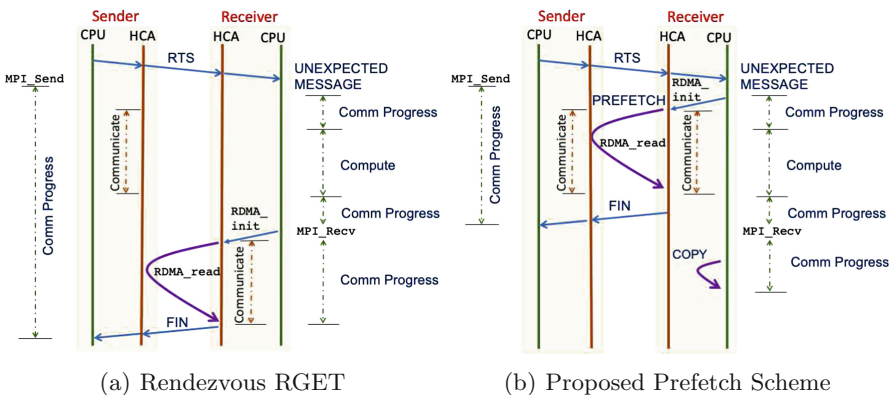 Sender
Receiver
CPU
HCA
HCA
CPU
RTS
MPI_Send
UNEXPECTED
MESSAGE
Comm Progress
Communicate
Compute
Comm Progress
RDMA_
init
Comm Progress
MPI_Recv
RDMA_read
Communicate
Comm Progress
FIN
(a) Rendezvous RGET
Sender
Receiver
CPU
HCA
HCA
CPU
RTS
MPI_Send
UNEXPECTED
MESSAGE
RDMA_
init
PREFETCH
Comm Progress
Communicate
RDMA_read
Communicate
Compute
Comm Progress
FIN
Comm Progress
MPI_Recv
COPY
Comm Progress
(b) Proposed Prefetch Scheme